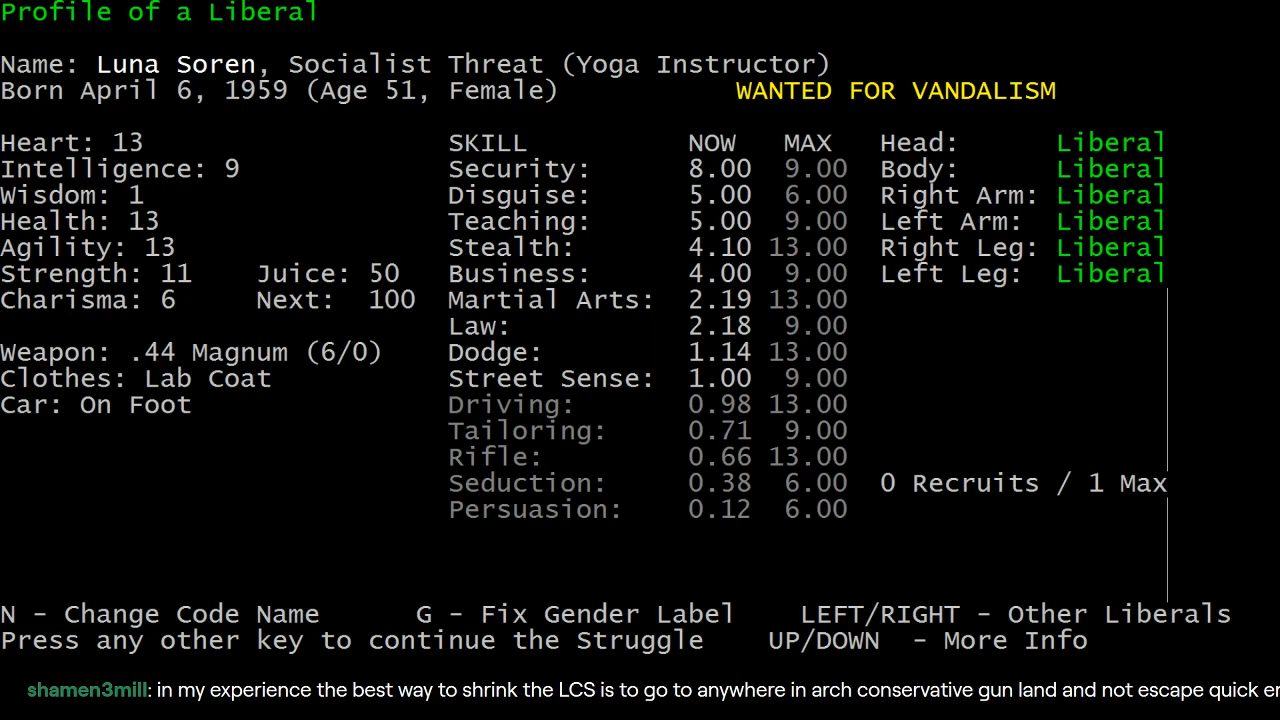 Profile of a Liberal
Name: Luna Soren, Socialist Threat (Yoga Instructor)
Born April 6, 1959 (Age 51, Female) WANTED FOR VANDALISM
Heart: 13 SKILL NOW MAX Head: Liberal
Intelligence: 9 Security: 8.00 9.00 Body: Liberal
Wisdom: 1 Disguise: 5.00 6.00 Right Arm: Liberal
Health: 13 Teaching: 5.00 9.00 Left Arm: Liberal
Agility: 13 Stealth: 4.10 13.00 Right Leg: Liberal
Strength: 11 Juice: 50 Business: 4.00 9.00 Left Leg: Liberal
Charisma: 6 Next: 100 Martial Arts: 2.19 13.00
Law: 2.18 9.00
Weapon: .44 Magnum (6/0) Dodge: 1.14 13.00
Clothes: Lab Coat Street Sense: 1.00 9.00
Car: On Foot Driving: 0.98 13.00
Tailoring: 0.71 9.00
Rifle: 0.66 13.00
Seduction: 0.38 6.00 0 Recruits / 1 Max
Persuasion: 0.12 6.00
N - Change Code Name G - Fix Gender Label LEFT/RIGHT - Other Liberals
Press any other key to continue the Struggle UP/DOWN - More Info
shamen3mill: in my experience the best way to shrink the LCS is to go to anywhere in arch conservative gun land and not escape quick